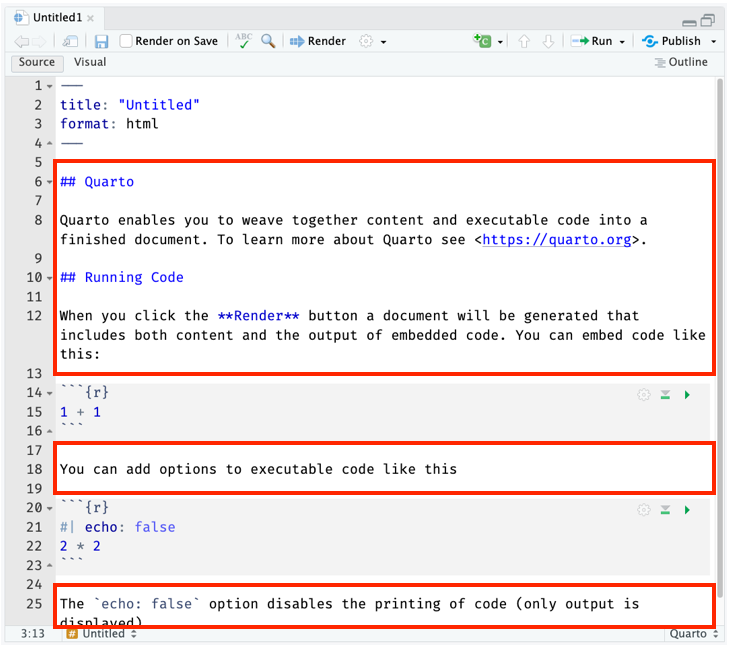 Untitled1
Render on Save ABC Render Run Publish
Source Visual Outline
1 ---
2 title: "Untitled"
3 format: html
4 ---
5
6 ## Quarto
7
8 Quarto enables you to weave together content and executable code into a
finished document. To learn more about Quarto see <https://quarto.org>.
9
10 ## Running Code
11
12 When you click the **Render** button a document will be generated that
includes both content and the output of embedded code. You can embed code like
this:
13
14 ```{r}
15 1 + 1
16 ```
17
18 You can add options to executable code like this
19
20 ```{r}
21 #| echo: false
22 2 * 2
23 ```
24
25 The `echo: false` option disables the printing of code (only output is
displayed)
3:13 # Untitled Quarto